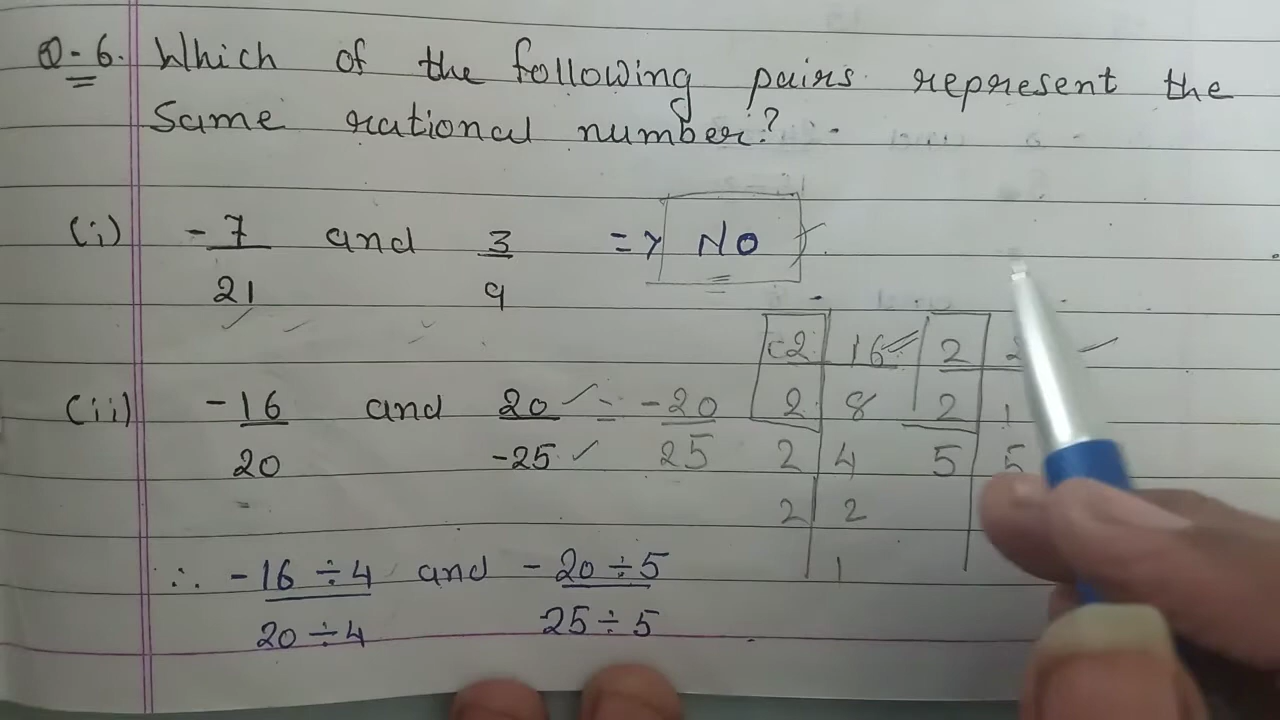 Q-6. Which of the following pairs represent the
Same rational number?
(i) -7/21 and 3/9 => No
(ii) -16/20 and 20/-25 = -20/25
∴ -16÷4/20÷4 and -20÷5/25÷5
2 | 16
2 | 8
2 | 4
2 | 2
1
2
2 | 1
5 | 5